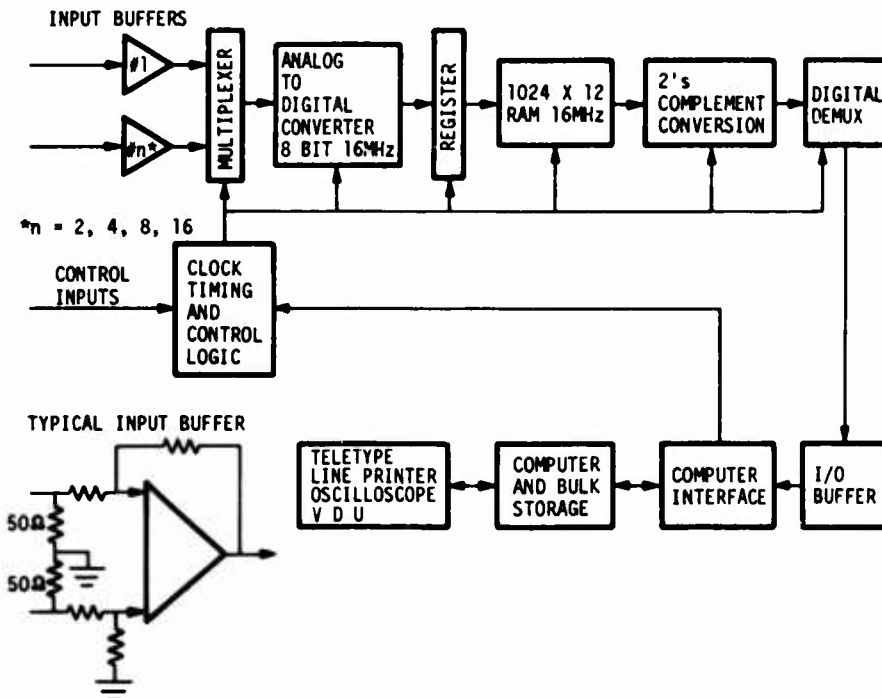 INPUT BUFFERS
#1
#n*
MULTIPLEXER
ANALOG
TO
DIGITAL
CONVERTER
8 BIT 16MHz
REGISTER
1024 X 12
RAM 16MHz
2's
COMPLEMENT
CONVERSION
DIGITAL
DEMUX
*n = 2, 4, 8, 16
CONTROL
INPUTS
CLOCK
TIMING
AND
CONTROL
LOGIC
TYPICAL INPUT BUFFER
50Ω
50Ω
TELETYPE
LINE PRINTER
OSCILLOSCOPE
V D U
COMPUTER
AND BULK
STORAGE
COMPUTER
INTERFACE
I/O
BUFFER